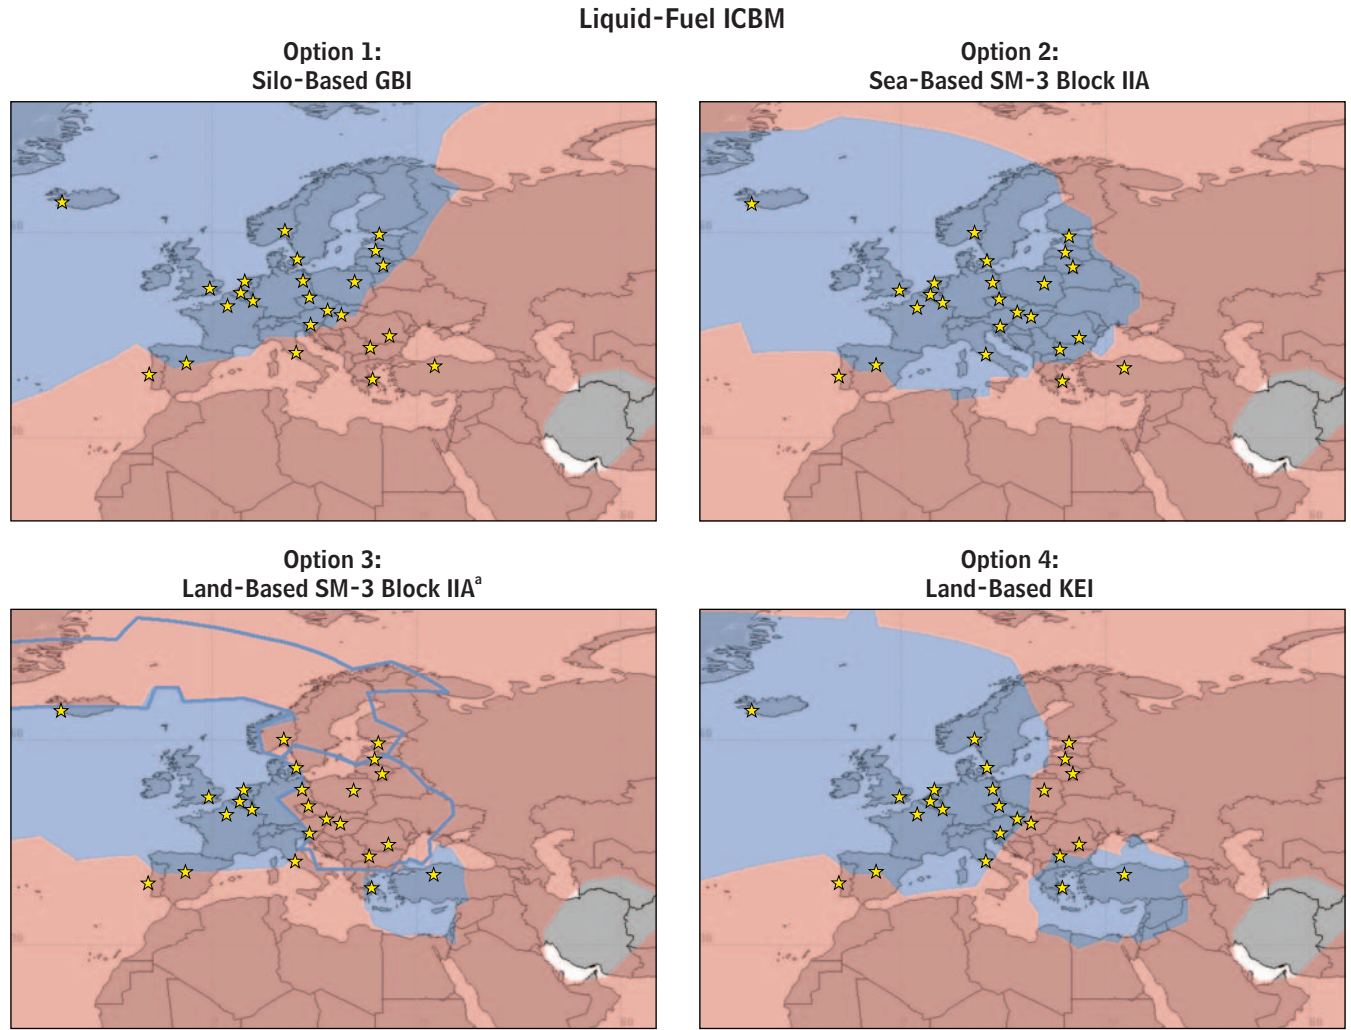 Liquid-Fuel ICBM
Option 1:
Silo-Based GBI
Option 2:
Sea-Based SM-3 Block IIA
Option 3:
Land-Based SM-3 Block IIAa
Option 4:
Land-Based KEI